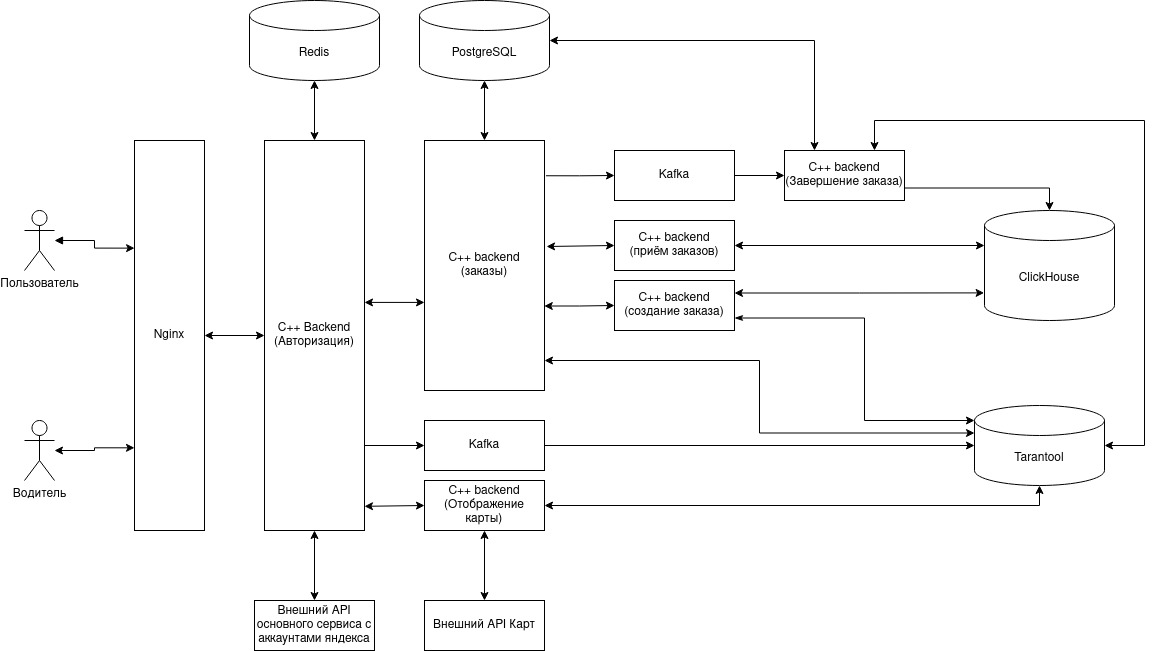 Redis
PostgreSQL
Kafka
C++ backend
(Завершение заказа)
C++ backend
(приём заказов)
C++ backend
(заказы)
ClickHouse
Пользователь
C++ backend
(создание заказа)
Nginx
C++ Backend
(Авторизация)
Kafka
Tarantool
Водитель
C++ backend
(Отображение
карты)
Внешний API
основного сервиса с
аккаунтами яндекса
Внешний API Карт